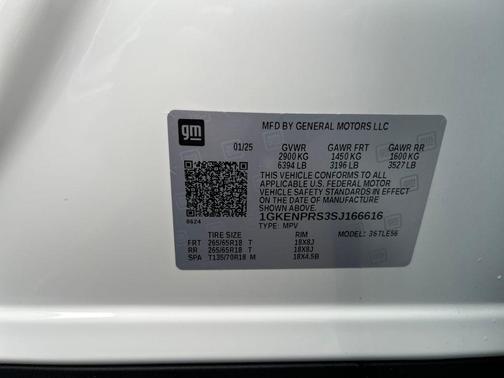 gm
MFD BY GENERAL MOTORS LLC
01/25 GVWR GAWR FRT GAWR RR
2900 KG 1450 KG 1600 KG
6394 LB 3196 LB 3527 LB
THIS VEHICLE CONFORMS TO ALL
APPLICABLE U.S. FEDERAL MOTOR
VEHICLE SAFETY STANDARDS IN EFFECT
ON THE DATE OF MANUFACTURE
SHOWN ABOVE.
1GKENPRS3SJ166616
0624 TYPE: MPV MODEL: 36TLE56
TIRE SIZE RIM
FRT 265/65R18 T 18X8J
RR 265/65R18 T 18X8J
SPA T135/70R18 M 18X4.5B